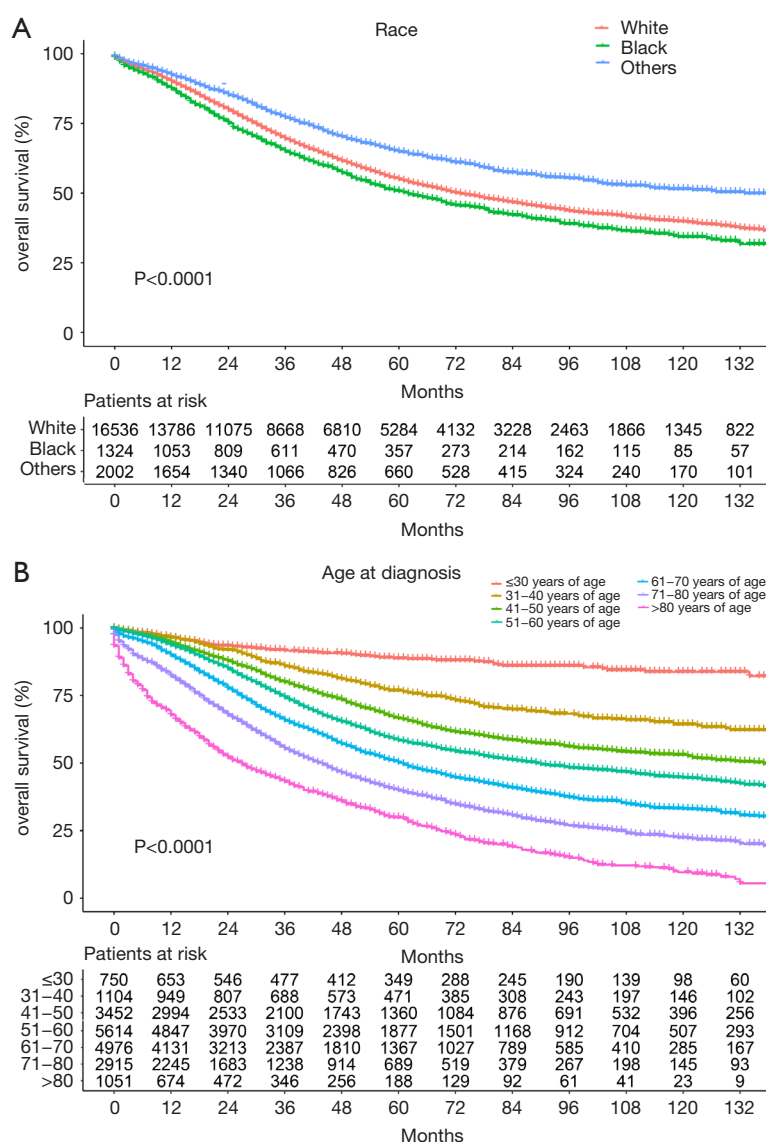 A
Race
White
Black
Others
overall survival (%)
100
75
50
25
0
P<0.0001
0 12 24 36 48 60 72 84 96 108 120 132
Months
Patients at risk
White 16536 13786 11075 8668 6810 5284 4132 3228 2463 1866 1345 822
Black 1324 1053 809 611 470 357 273 214 162 115 85 57
Others 2002 1654 1340 1066 826 660 528 415 324 240 170 101
0 12 24 36 48 60 72 84 96 108 120 132
Months
B
Age at diagnosis
≤30 years of age
31–40 years of age
41–50 years of age
51–60 years of age
61–70 years of age
71–80 years of age
>80 years of age
overall survival (%)
100
75
50
25
0
P<0.0001
0 12 24 36 48 60 72 84 96 108 120 132
Months
Patients at risk
≤30 750 653 546 477 412 349 288 245 190 139 98 60
31–40 1104 949 807 688 573 471 385 308 243 197 146 102
41–50 3452 2994 2533 2100 1743 1360 1084 876 691 532 396 256
51–60 5614 4847 3970 3109 2398 1877 1501 1168 912 704 507 293
61–70 4976 4131 3213 2387 1810 1367 1027 789 585 410 285 167
71–80 2915 2245 1683 1238 914 689 519 379 267 198 145 93
>80 1051 674 472 346 256 188 129 92 61 41 23 9
0 12 24 36 48 60 72 84 96 108 120 132
Months